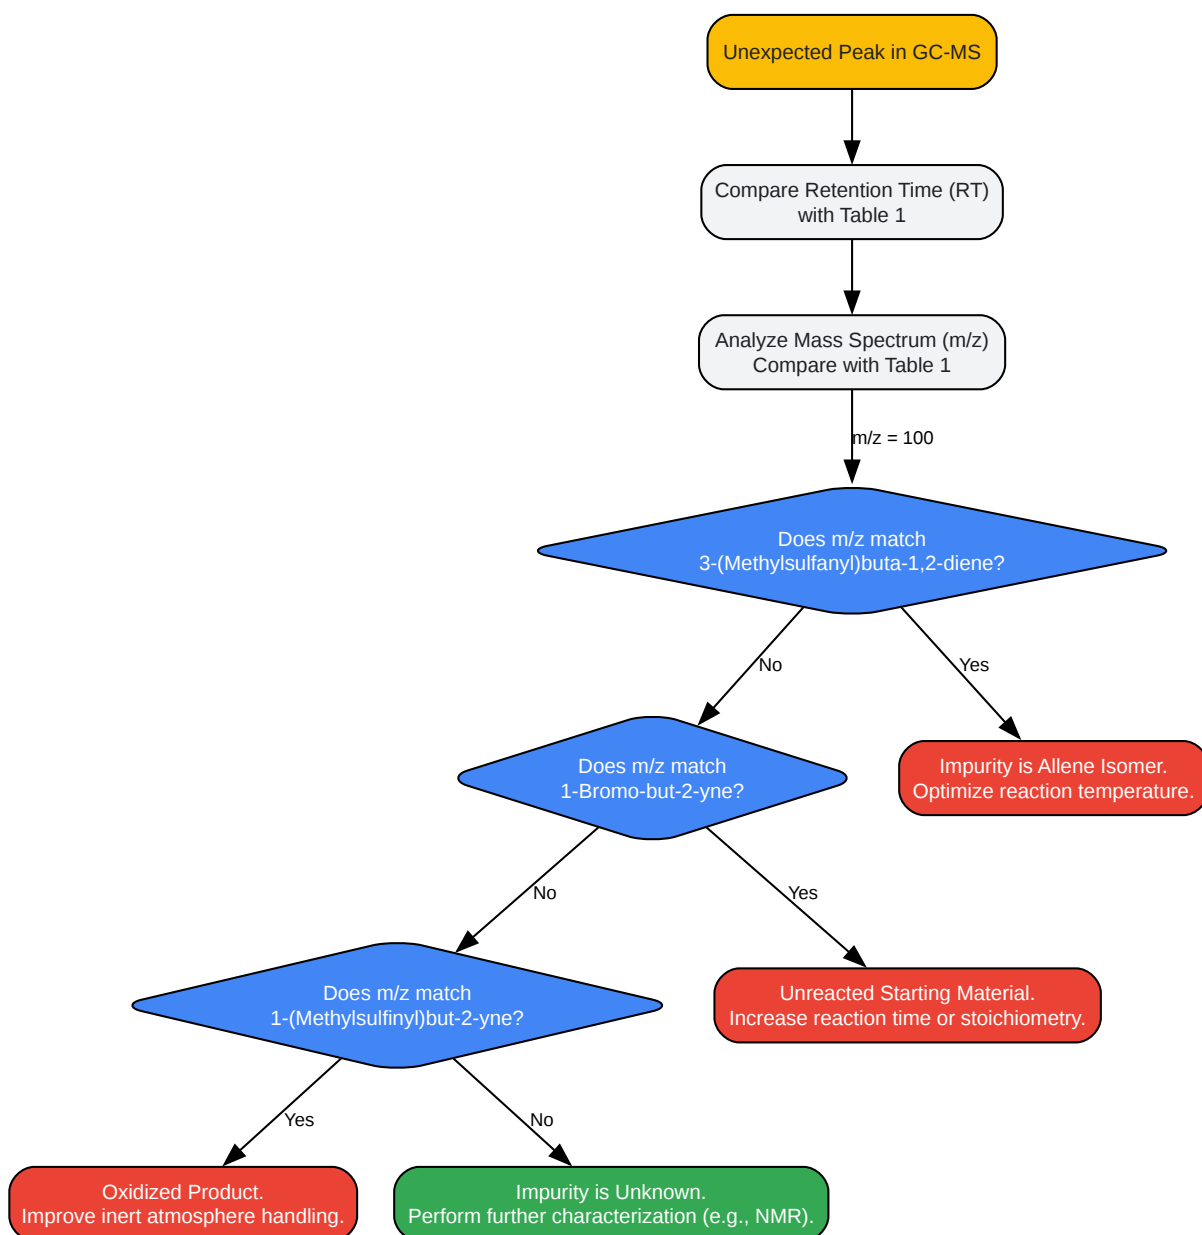 Unexpected Peak in GC-MS
Compare Retention Time (RT)
with Table 1
Analyze Mass Spectrum (m/z)
Compare with Table 1
m/z = 100
Does m/z match
3-(Methylsulfanyl)buta-1,2-diene?
No
Yes
Does m/z match
1-Bromo-but-2-yne?
Impurity is Allene Isomer.
Optimize reaction temperature.
No
Yes
Does m/z match
1-(Methylsulfinyl)but-2-yne?
Unreacted Starting Material.
Increase reaction time or stoichiometry.
Yes
No
Oxidized Product.
Improve inert atmosphere handling.
Impurity is Unknown.
Perform further characterization (e.g., NMR).